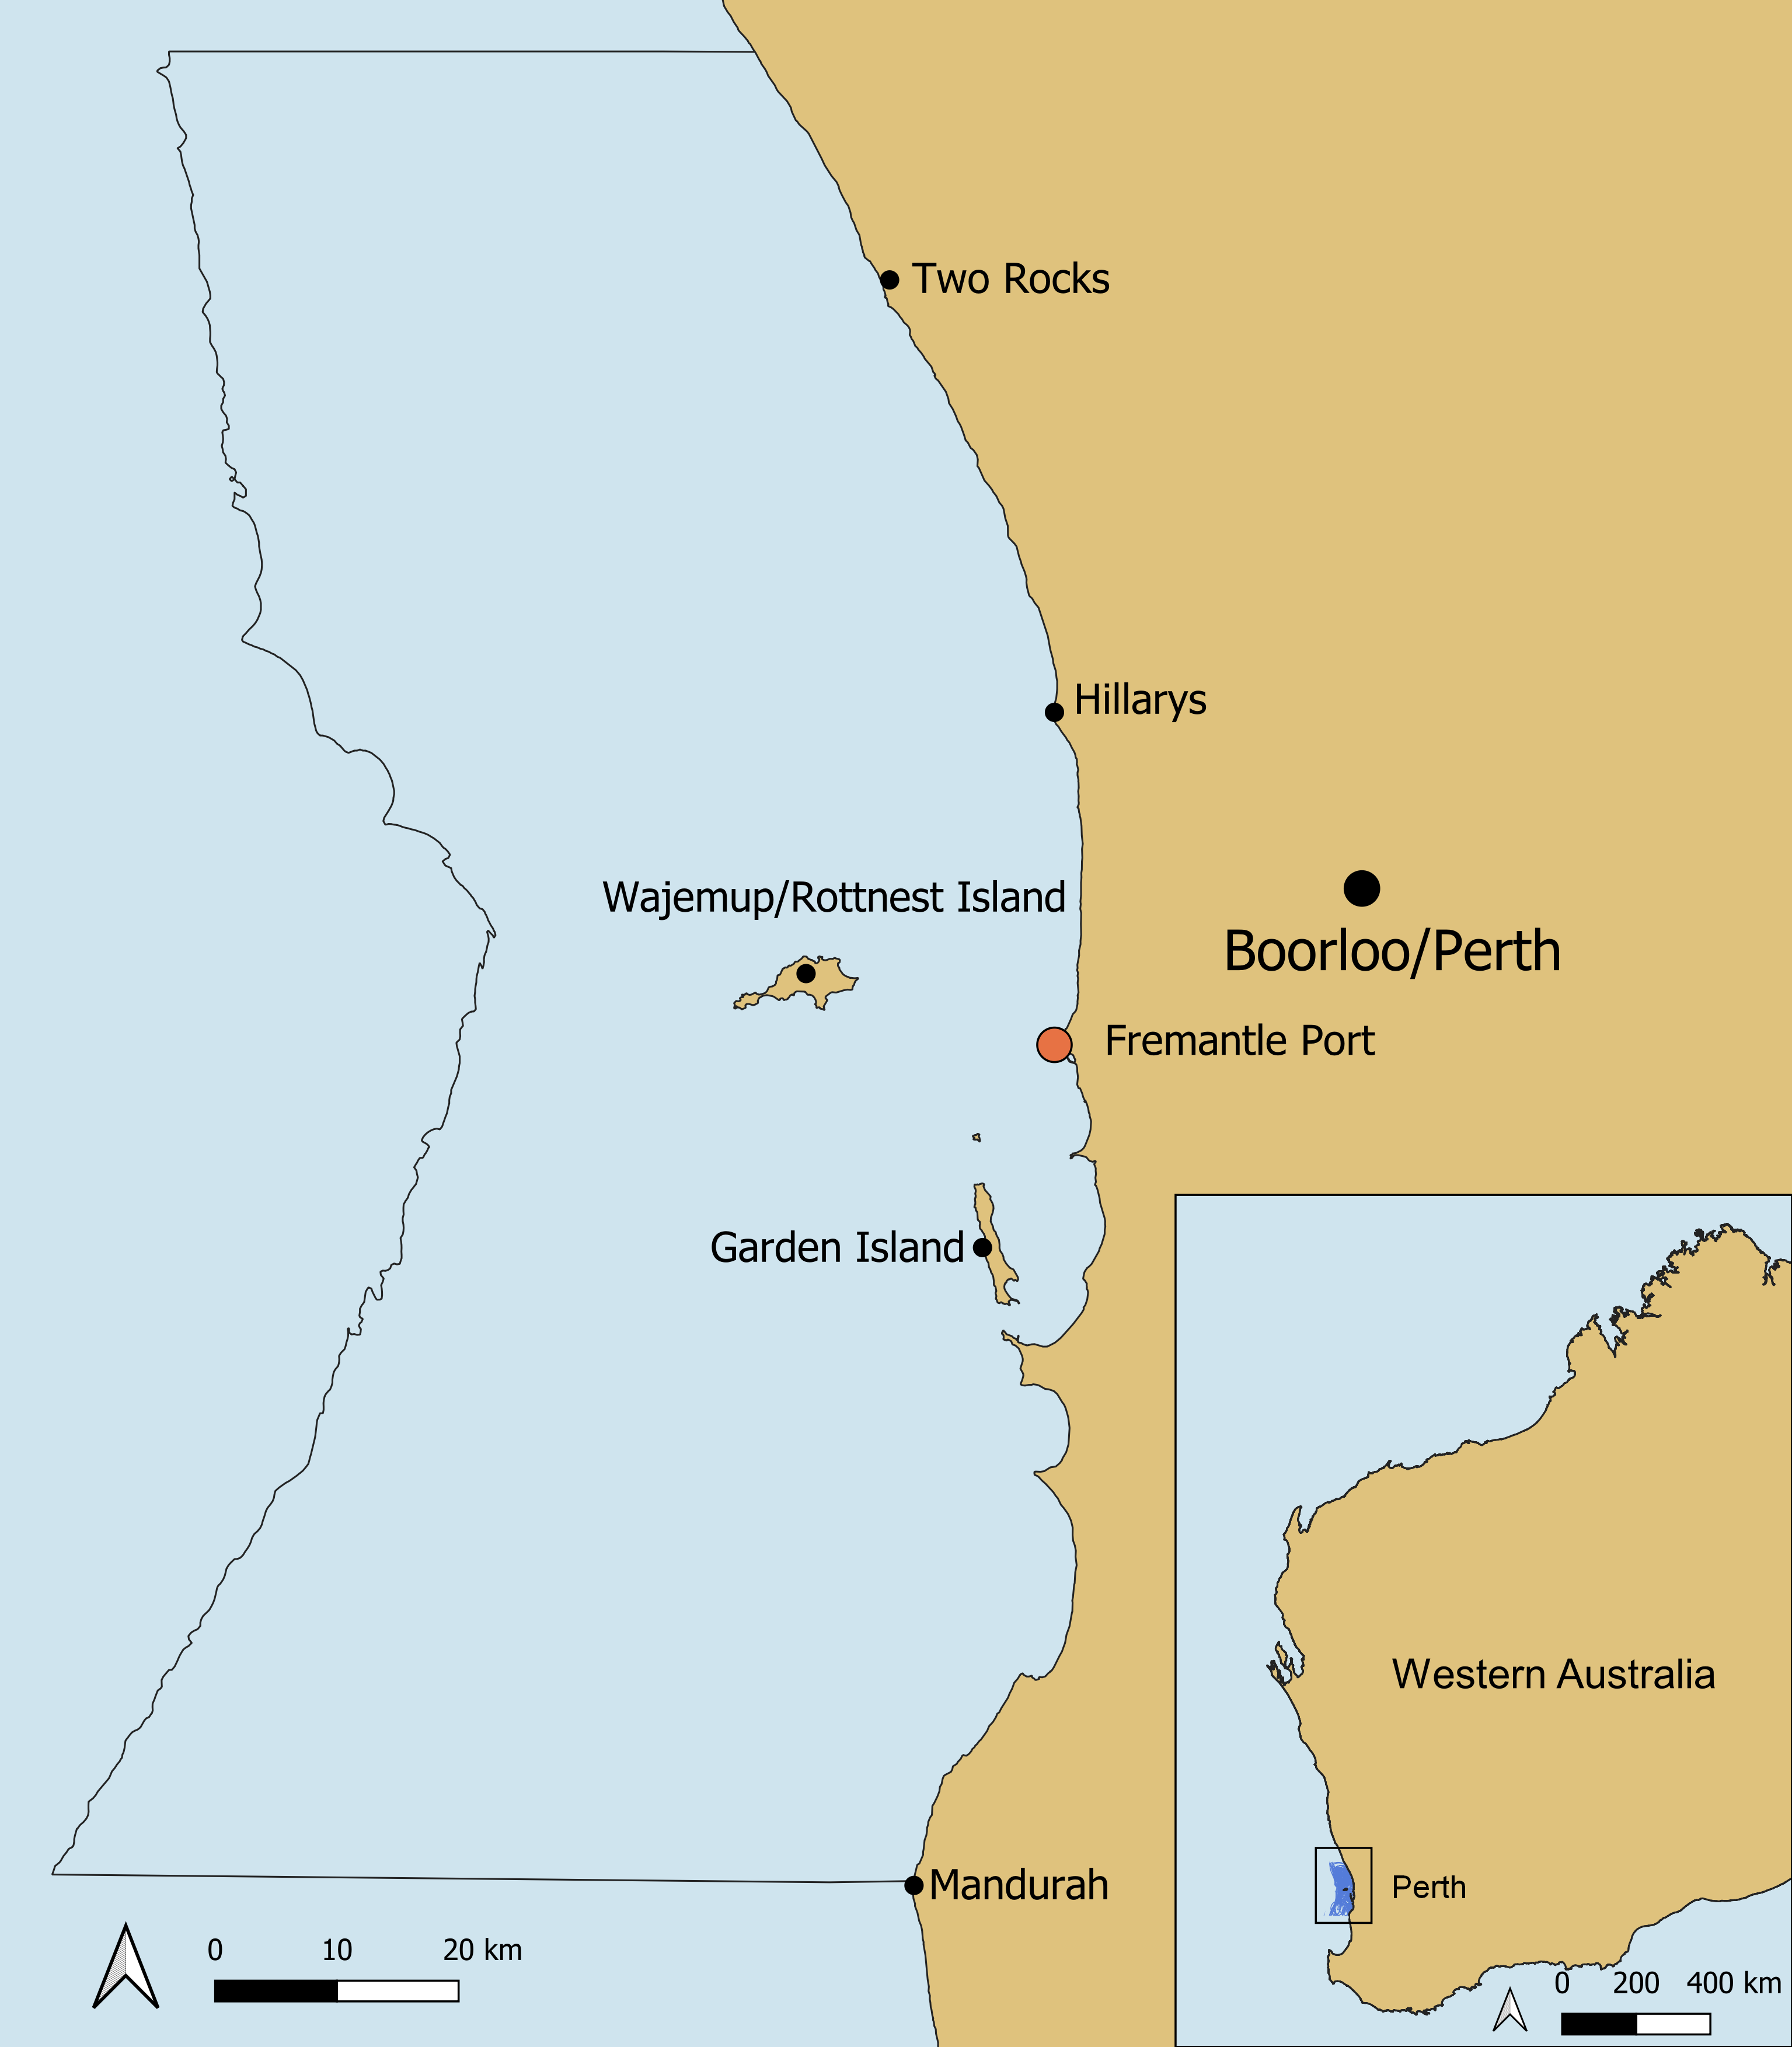 Two Rocks
Hillarys
Wajemup/Rottnest Island
Boorloo/Perth
Fremantle Port
Garden Island
Mandurah
0 10 20 km
Western Australia
Perth
0 200 400 km